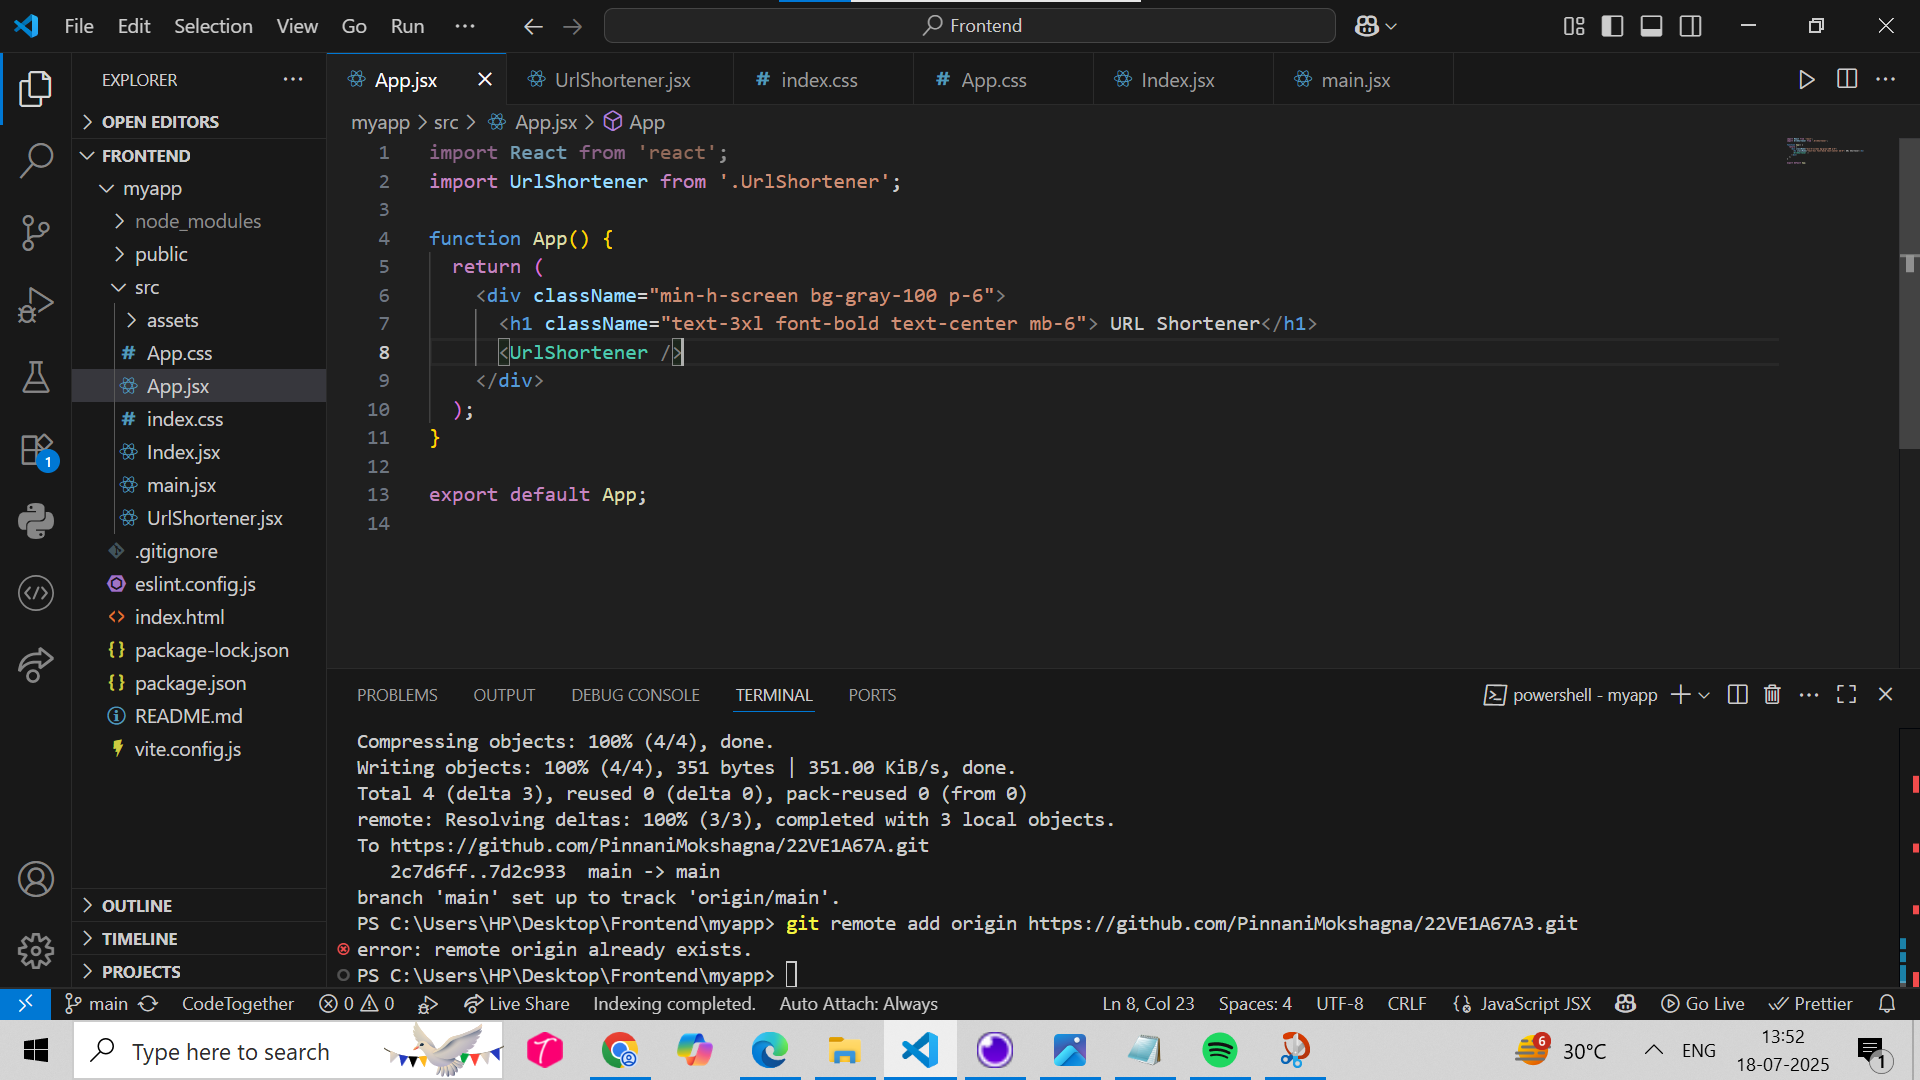 File Edit Selection View Go Run ··· Frontend
EXPLORER ···
App.jsx UrlShortener.jsx # index.css # App.css Index.jsx main.jsx ···
OPEN EDITORS
FRONTEND
myapp
node_modules
public
src
assets
# App.css
App.jsx
# index.css
Index.jsx
main.jsx
UrlShortener.jsx
.gitignore
eslint.config.js
<> index.html
{} package-lock.json
{} package.json
README.md
vite.config.js
OUTLINE
TIMELINE
PROJECTS
1
myapp > src > App.jsx > App
1 import React from 'react';
2 import UrlShortener from '.UrlShortener';
3
4 function App() {
5 return (
6 <div className="min-h-screen bg-gray-100 p-6">
7 <h1 className="text-3xl font-bold text-center mb-6"> URL Shortener</h1>
8 <UrlShortener />
9 </div>
10 );
11 }
12
13 export default App;
14
PROBLEMS OUTPUT DEBUG CONSOLE TERMINAL PORTS powershell - myapp ···
Compressing objects: 100% (4/4), done.
Writing objects: 100% (4/4), 351 bytes | 351.00 KiB/s, done.
Total 4 (delta 3), reused 0 (delta 0), pack-reused 0 (from 0)
remote: Resolving deltas: 100% (3/3), completed with 3 local objects.
To https://github.com/PinnaniMokshagna/22VE1A67A.git
2c7d6ff..7d2c933 main -> main
branch 'main' set up to track 'origin/main'.
PS C:\Users\HP\Desktop\Frontend\myapp> git remote add origin https://github.com/PinnaniMokshagna/22VE1A67A3.git
error: remote origin already exists.
PS C:\Users\HP\Desktop\Frontend\myapp>
main CodeTogether 0 0 Live Share Indexing completed. Auto Attach: Always Ln 8, Col 23 Spaces: 4 UTF-8 CRLF JavaScript JSX Go Live Prettier
Type here to search 6 30°C ENG 13:52 1
18-07-2025